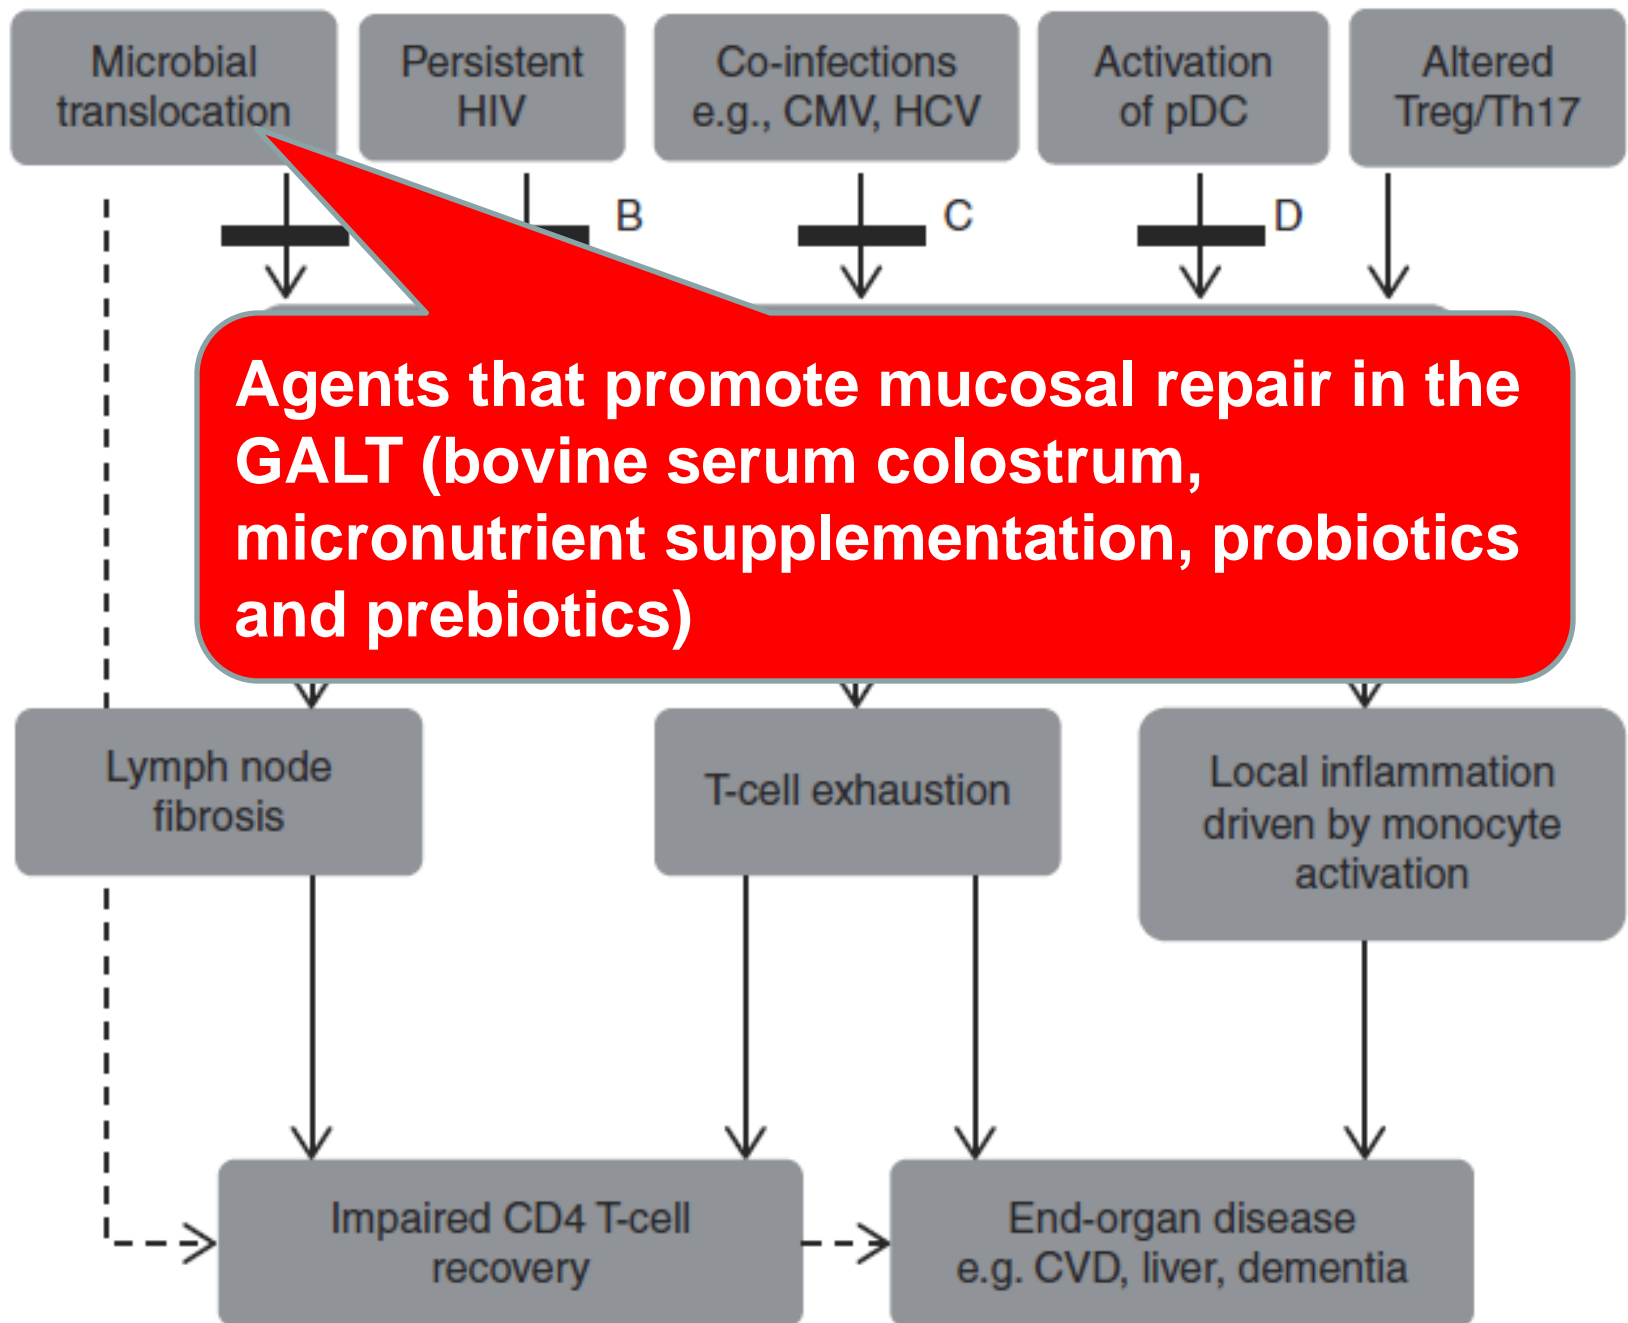 Microbial
translocation
Persistent
HIV
Co-infections
e.g., CMV, HCV
Activation
of pDC
Altered
Treg/Th17
B
C
D
Agents that promote mucosal repair in the
GALT (bovine serum colostrum,
micronutrient supplementation, probiotics
and prebiotics)
Lymph node
fibrosis
T-cell exhaustion
Local inflammation
driven by monocyte
activation
Impaired CD4 T-cell
recovery
End-organ disease
e.g. CVD, liver, dementia